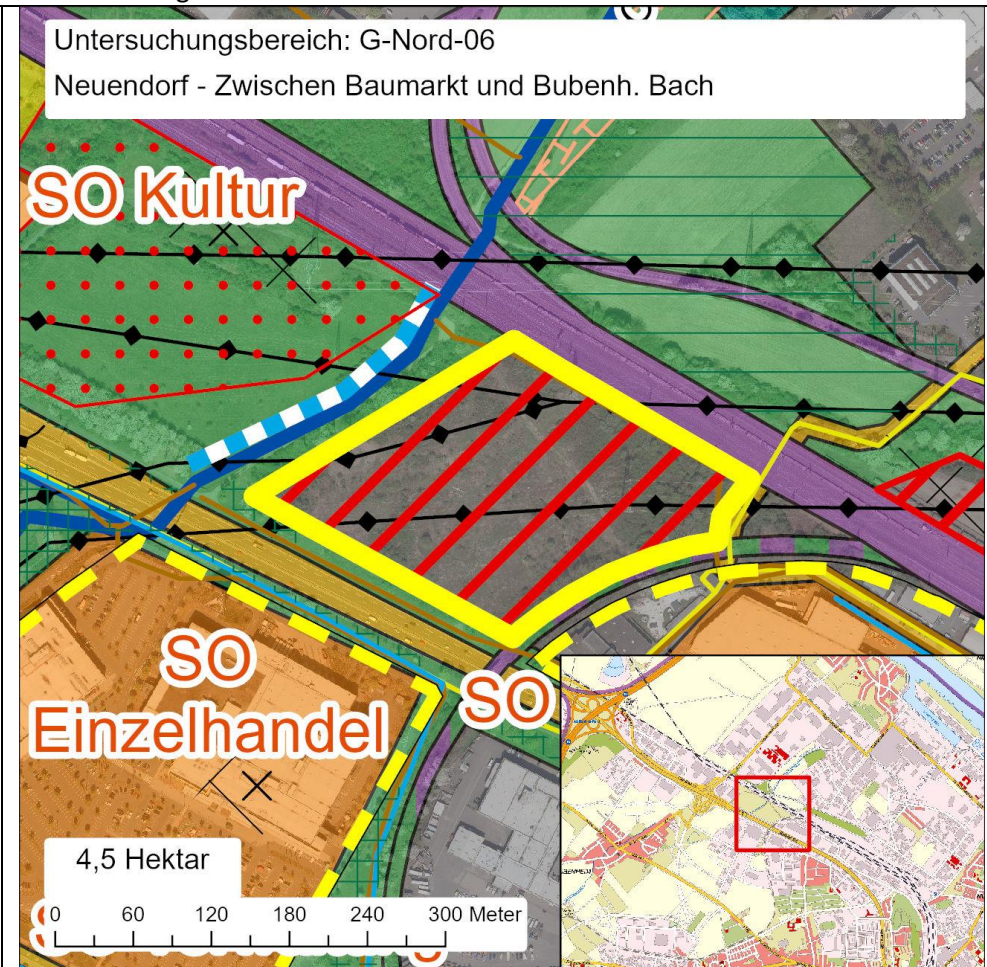 Untersuchungsbereich: G-Nord-06
Neuendorf - Zwischen Baumarkt und Bubenh. Bach
G
SO Kultur
SO
Einzelhandel
SO
4,5 Hektar
0 60 120 180 240 300 Meter